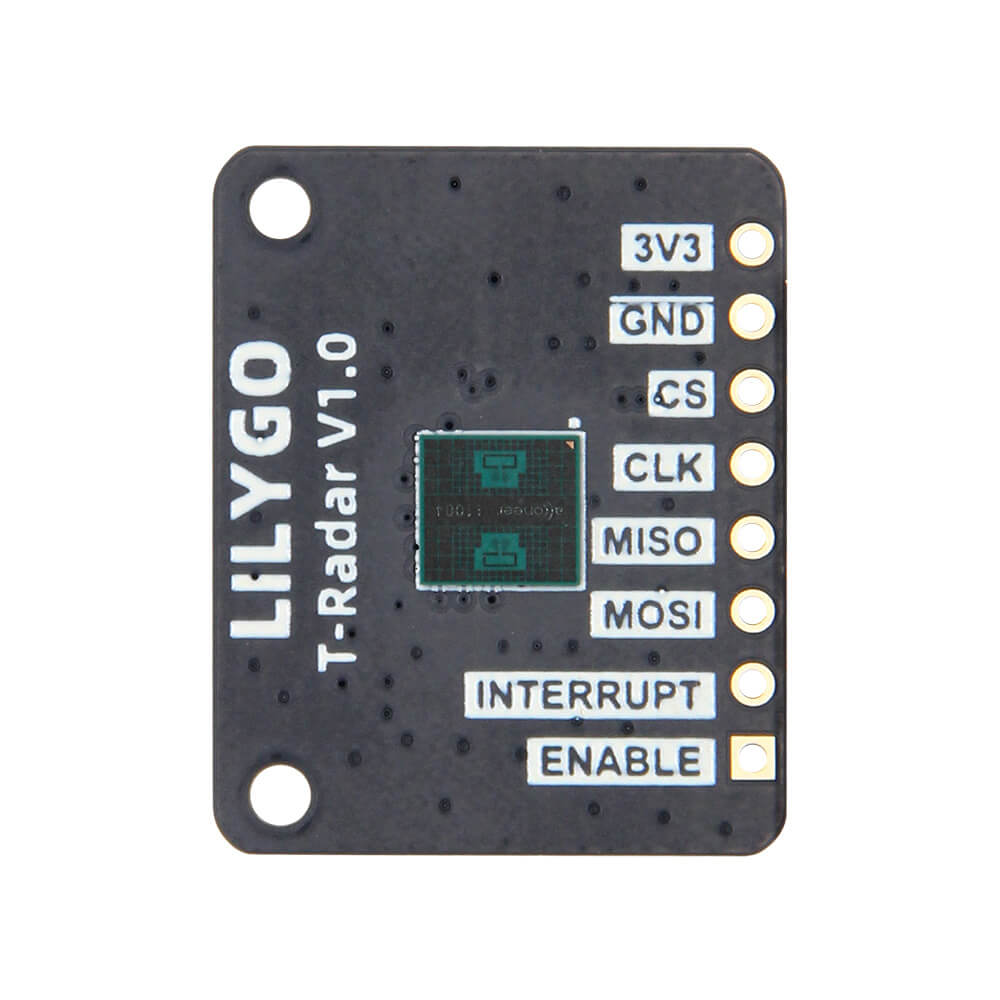 LILYGO
T-Radar V1.0
3V3
GND
CS
CLK
MISO
MOSI
INTERRUPT
ENABLE